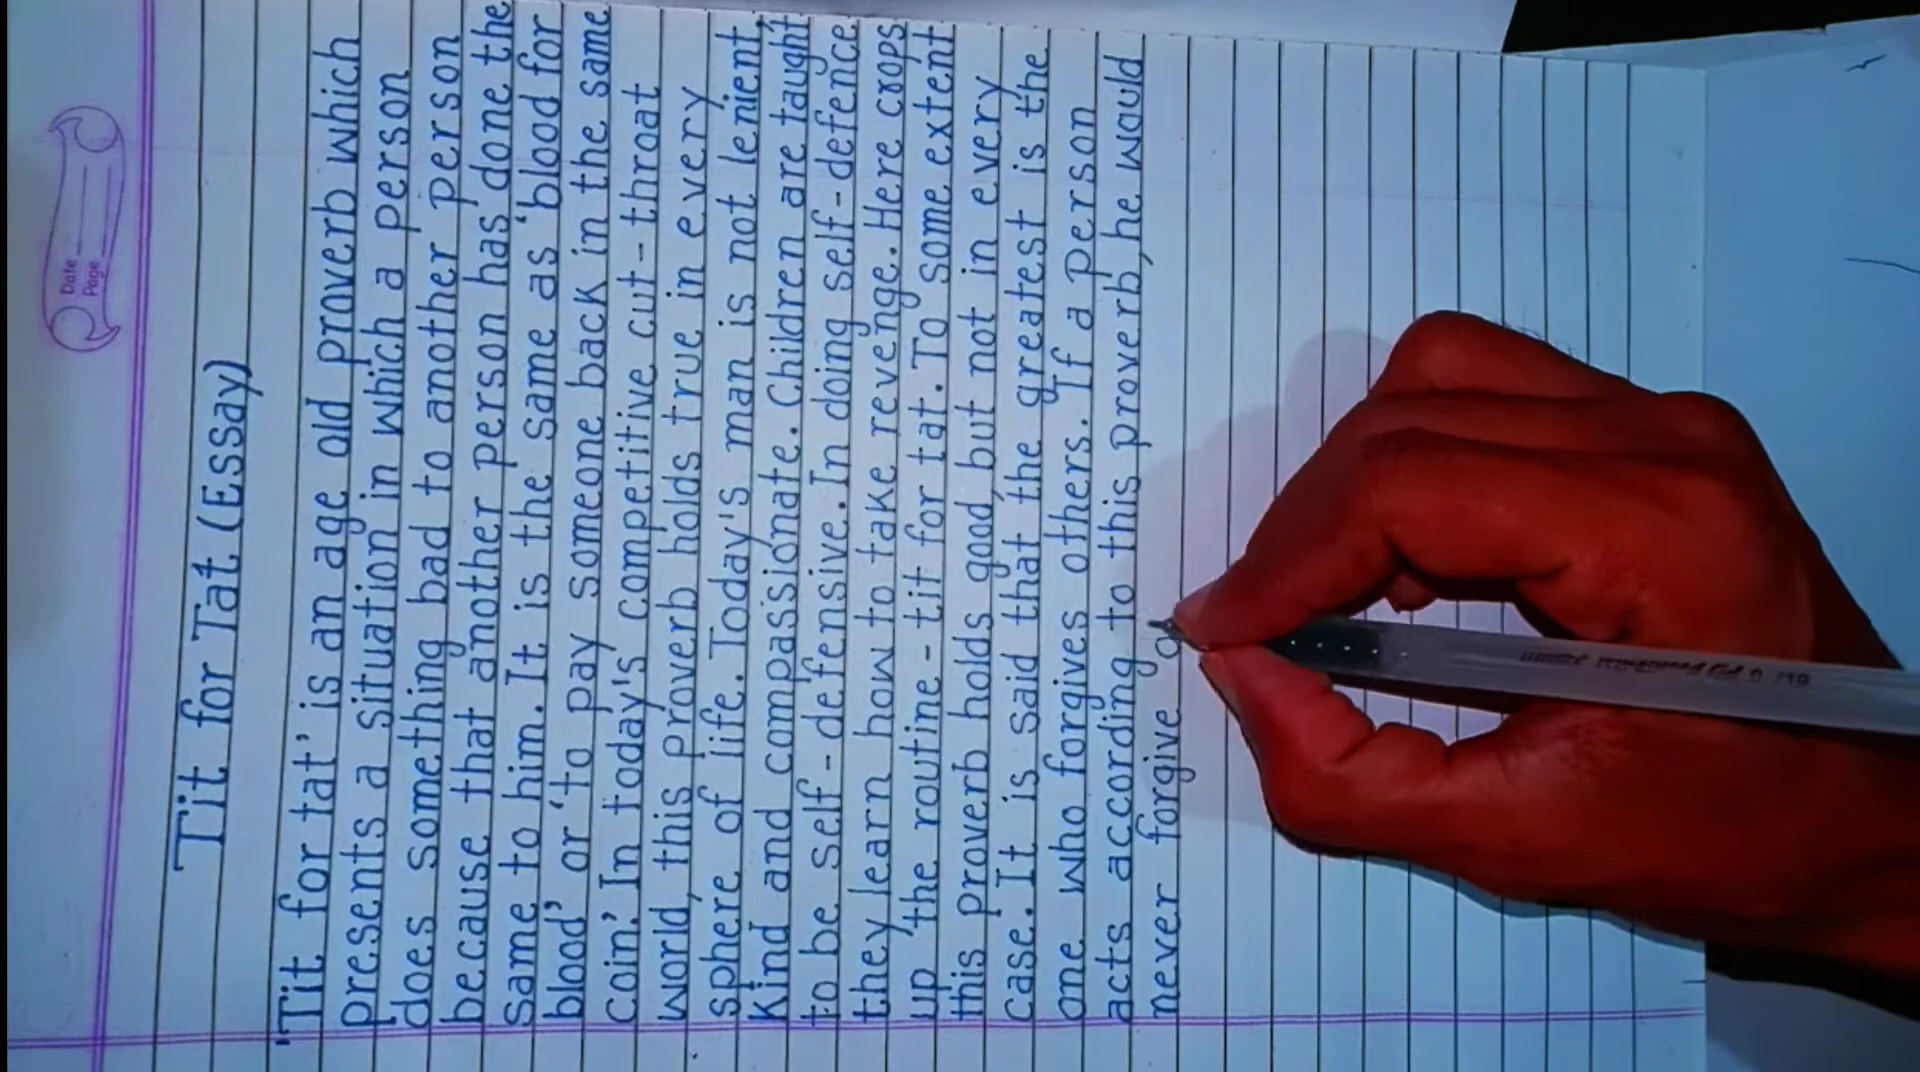 Date
Page
Tit for Tat (Essay)
'Tit for tat' is an age old proverb which
presents a situation in which a person
does something bad to another person
because that another person has done the
same to him. It is the same as 'blood for
blood' or 'to pay someone back in the same
coin.' In today's competitive cut-throat
world, this proverb holds true in every
sphere of life. Today's man is not lenient,
kind and compassionate. Children are taught
to be self-defensive. In doing self-defence
they learn how to take revenge. Here crops
up the routine - tit for tat. To some extent
this proverb holds good, but not in every
case. It is said that the greatest is the
one who forgives others. If a person
acts according to this proverb, he would
never forgive